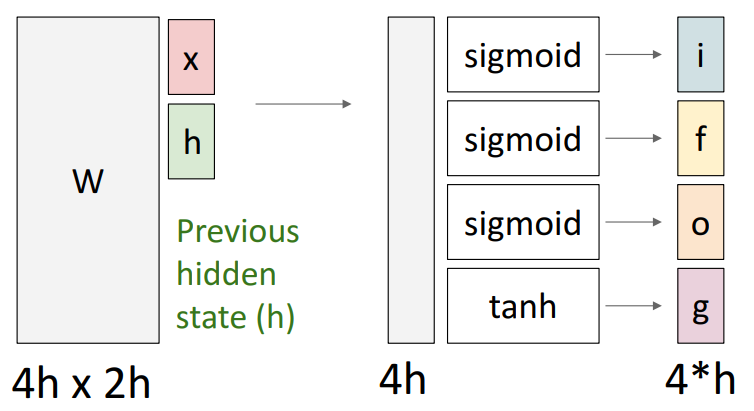 W
x
h
Previous
hidden
state (h)
4h x 2h
4h
sigmoid
i
sigmoid
f
sigmoid
o
tanh
g
4*h